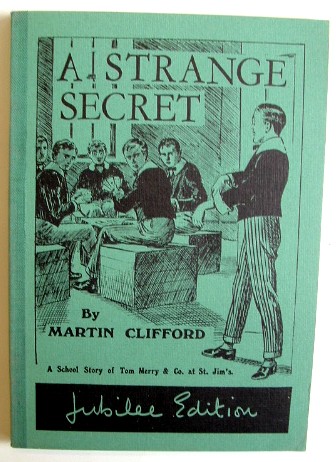 A STRANGE
SECRET
By
MARTIN CLIFFORD
A School Story of Tom Merry & Co. at St. Jim's.
Jubilee Edition